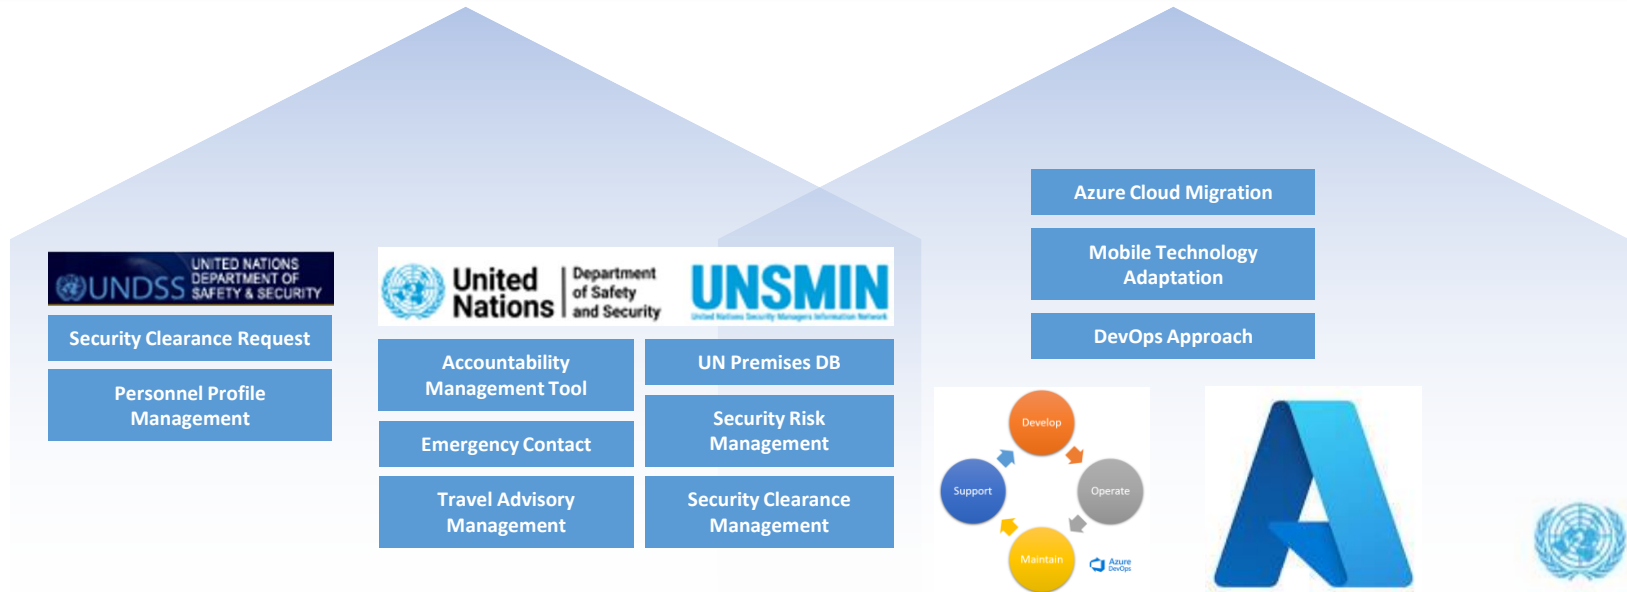 UNDSS
UNITED NATIONS
DEPARTMENT OF
SAFETY & SECURITY
Security Clearance Request
Personnel Profile
Management
United
Nations
Department
of Safety
and Security
UNSMIN
United Nations Security Managers Information Network
Accountability
Management Tool
Emergency Contact
Travel Advisory
Management
UN Premises DB
Security Risk
Management
Security Clearance
Management
Azure Cloud Migration
Mobile Technology
Adaptation
DevOps Approach
Develop
Operate
Maintain
Support
Azure
DevOps